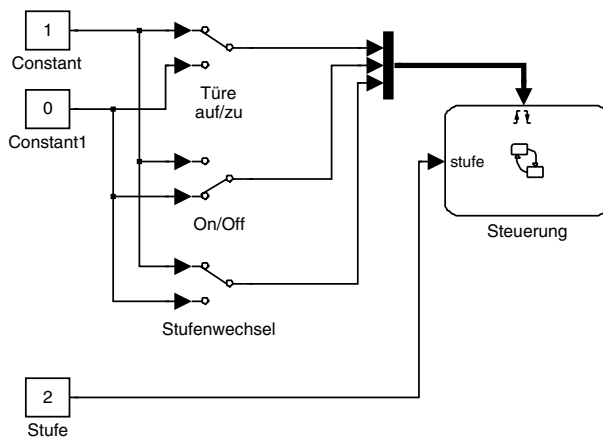 1
Constant
0
Constant1
Türe
auf/zu
On/Off
Stufenwechsel
stufe
Steuerung
2
Stufe